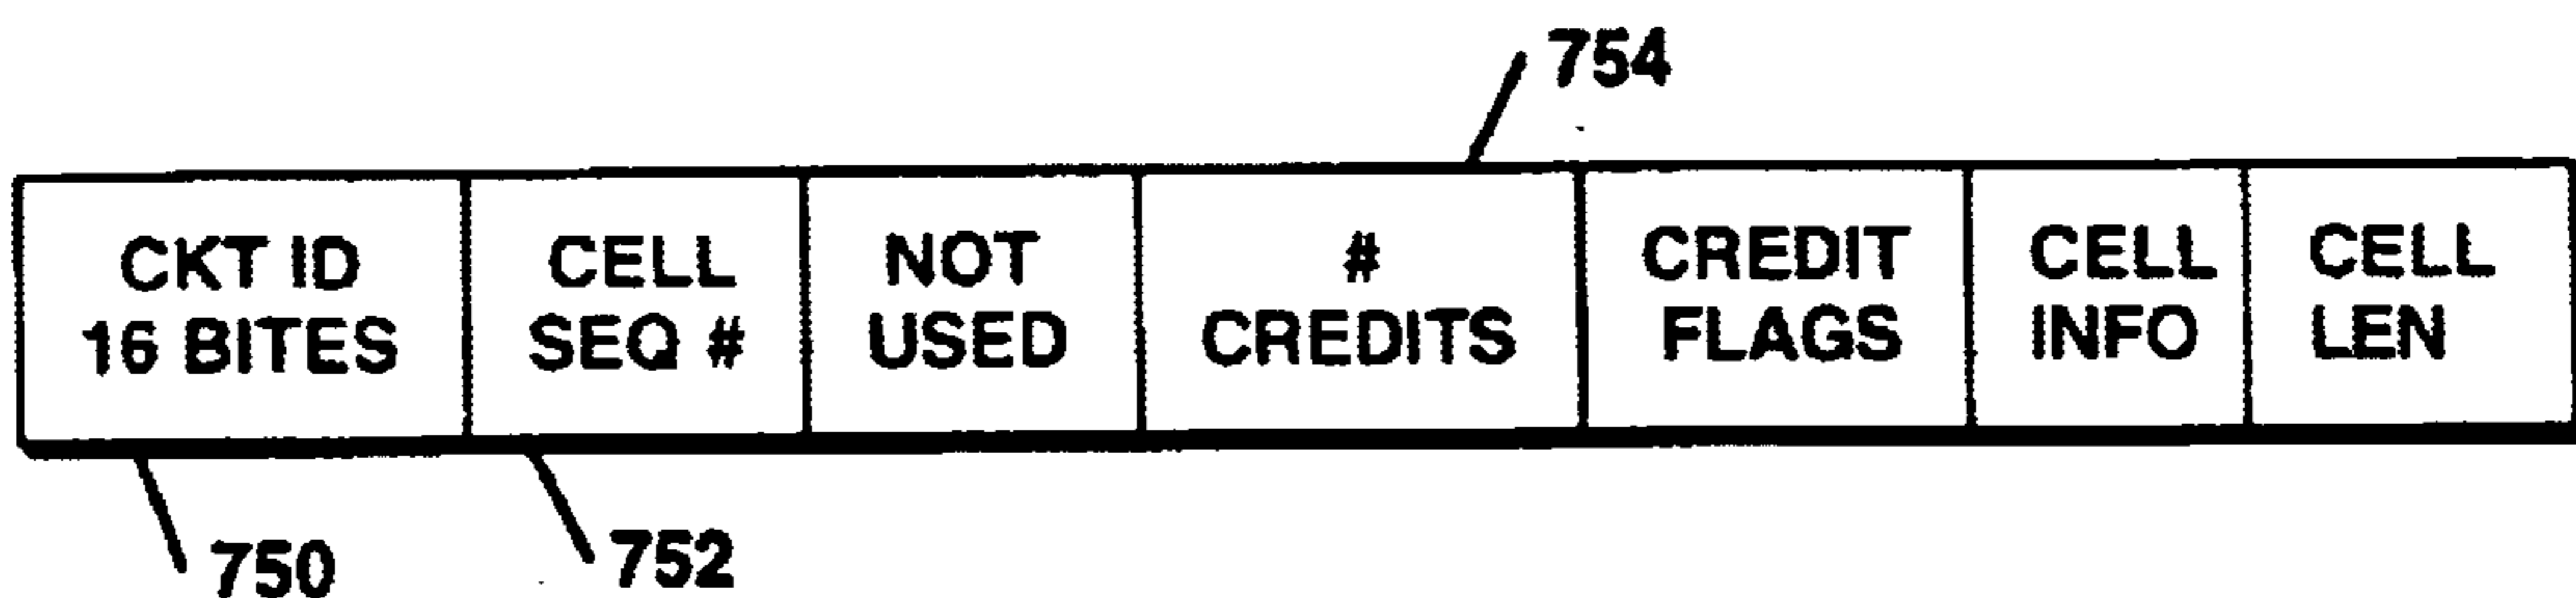 754
CKT ID
16 BITES
CELL
SEQ #
NOT
USED
#
CREDITS
CREDIT
FLAGS
CELL
INFO
CELL
LEN
750
752